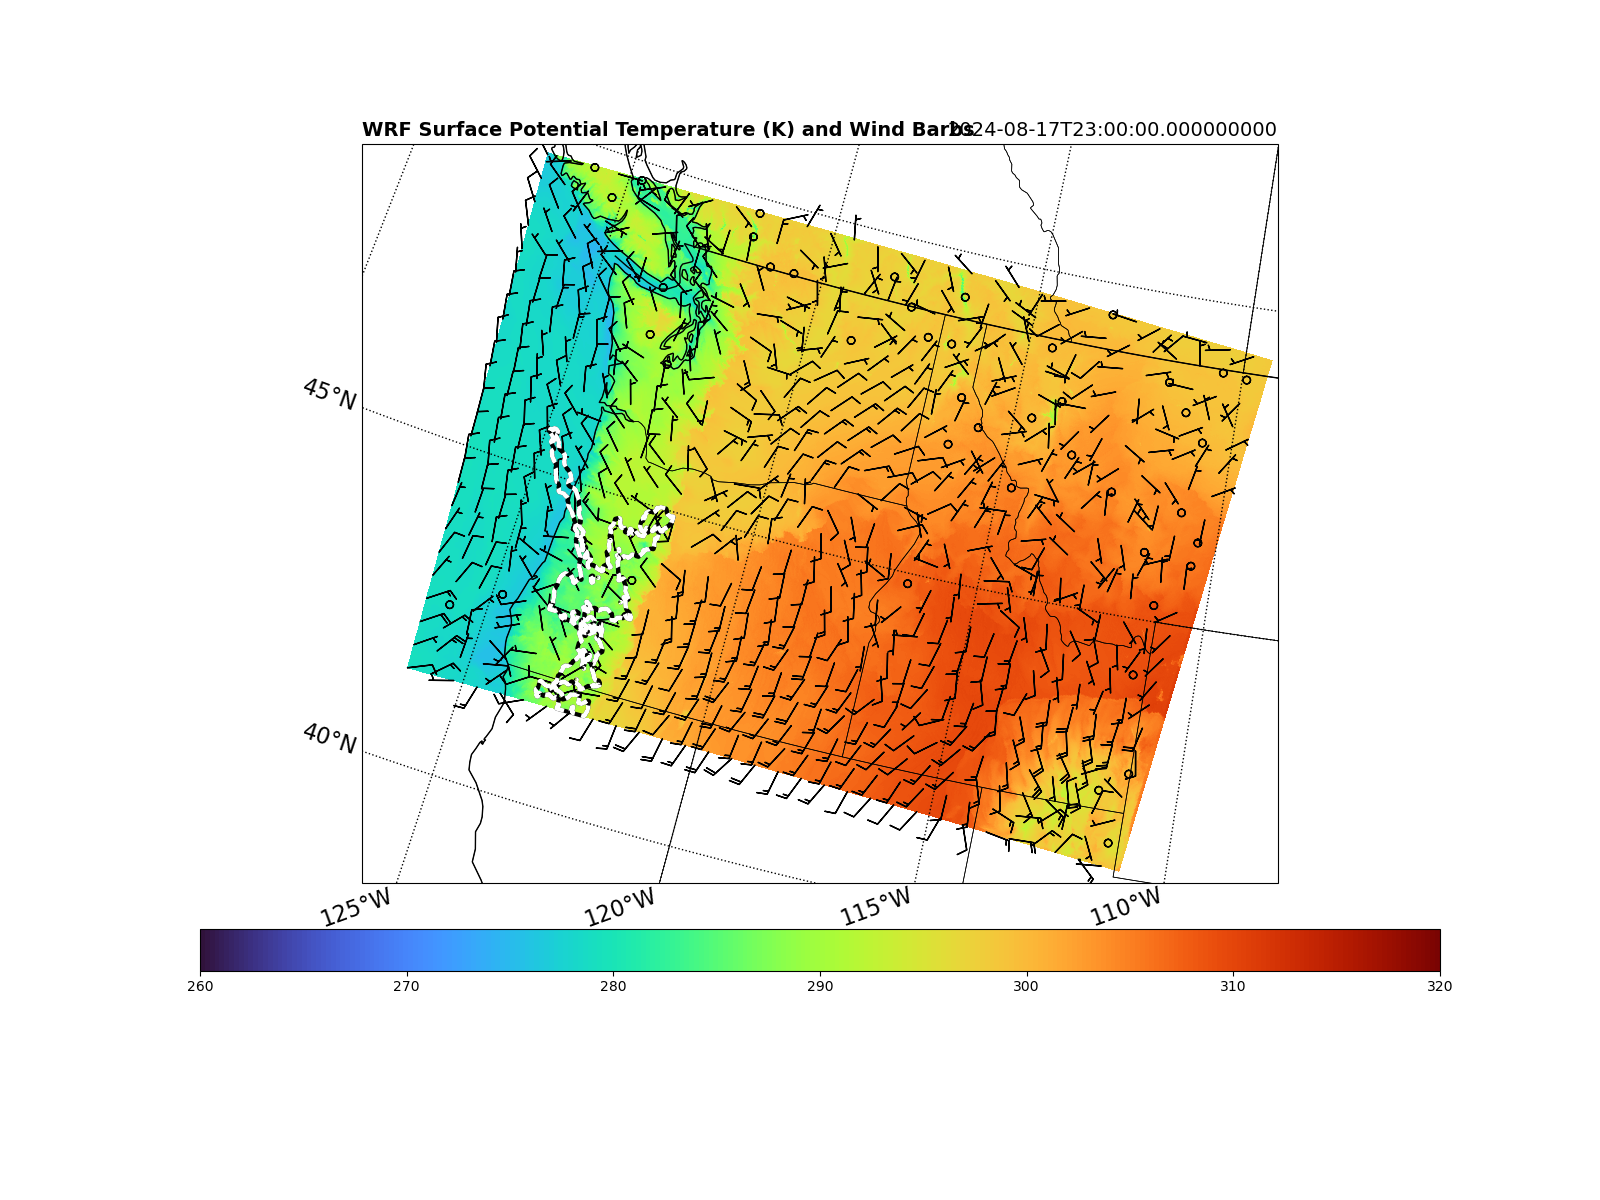 WRF Surface Potential Temperature (K) and Wind Barbs 2024-08-17T23:00:00.000000000
45°N
40°N
125°W 120°W 115°W 110°W
260 270 280 290 300 310 320